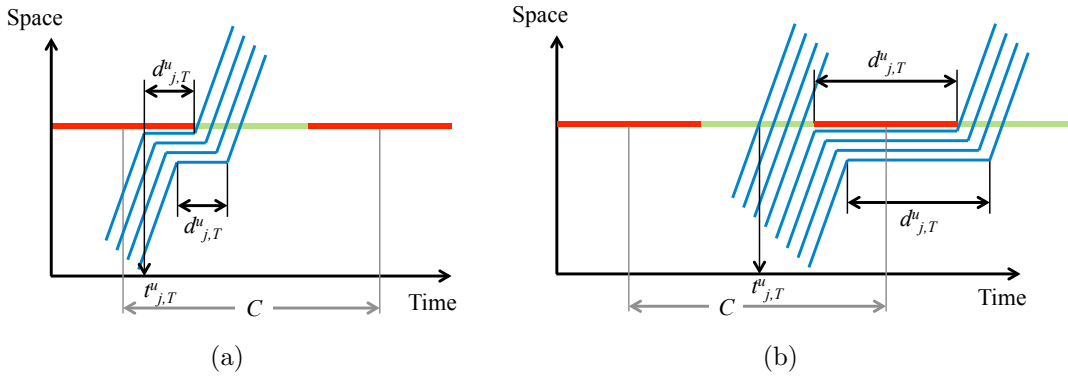 Space
d^u_{j,T}
d^u_{j,T}
t^u_{j,T}
Time
C
(a)
Space
d^u_{j,T}
d^u_{j,T}
t^u_{j,T}
Time
C
(b)